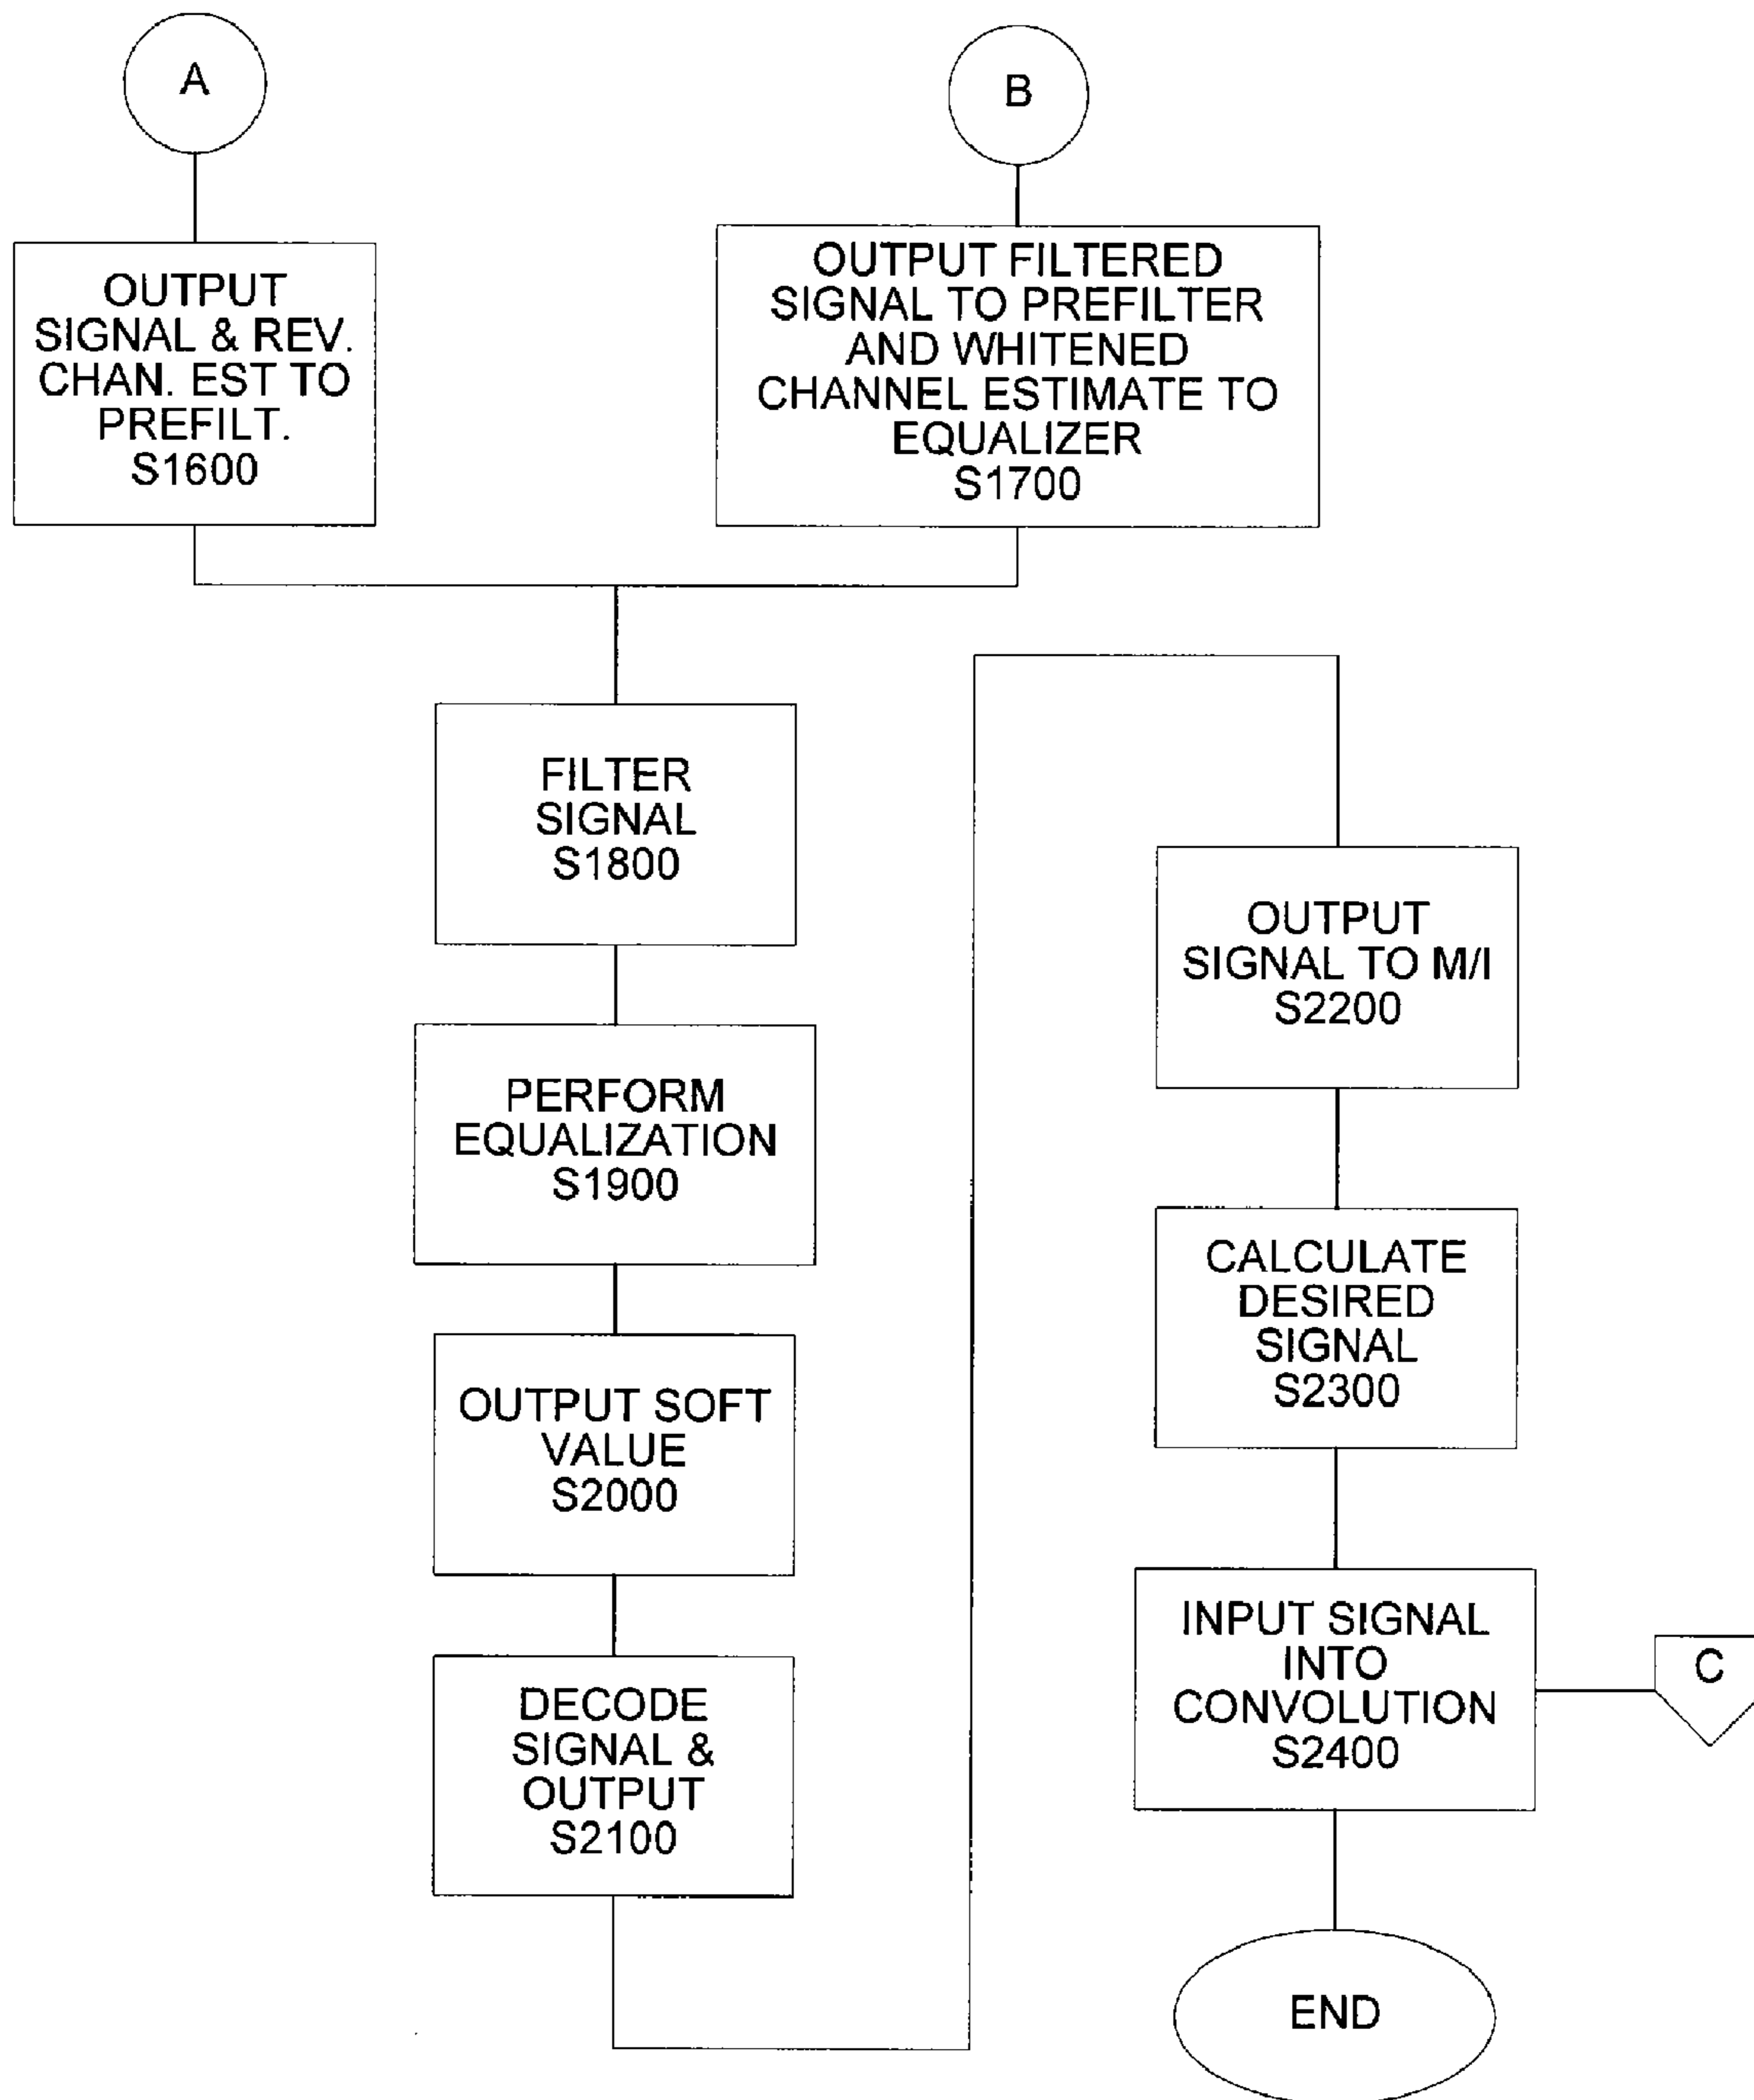 A
B
OUTPUT
SIGNAL & REV.
CHAN. EST TO
PREFILT.
S1600
OUTPUT FILTERED
SIGNAL TO PREFILTER
AND WHITENED
CHANNEL ESTIMATE TO
EQUALIZER
S1700
FILTER
SIGNAL
S1800
PERFORM
EQUALIZATION
S1900
OUTPUT SOFT
VALUE
S2000
DECODE
SIGNAL &
OUTPUT
S2100
OUTPUT
SIGNAL TO M/I
S2200
CALCULATE
DESIRED
SIGNAL
S2300
INPUT SIGNAL
INTO
CONVOLUTION
S2400
C
END